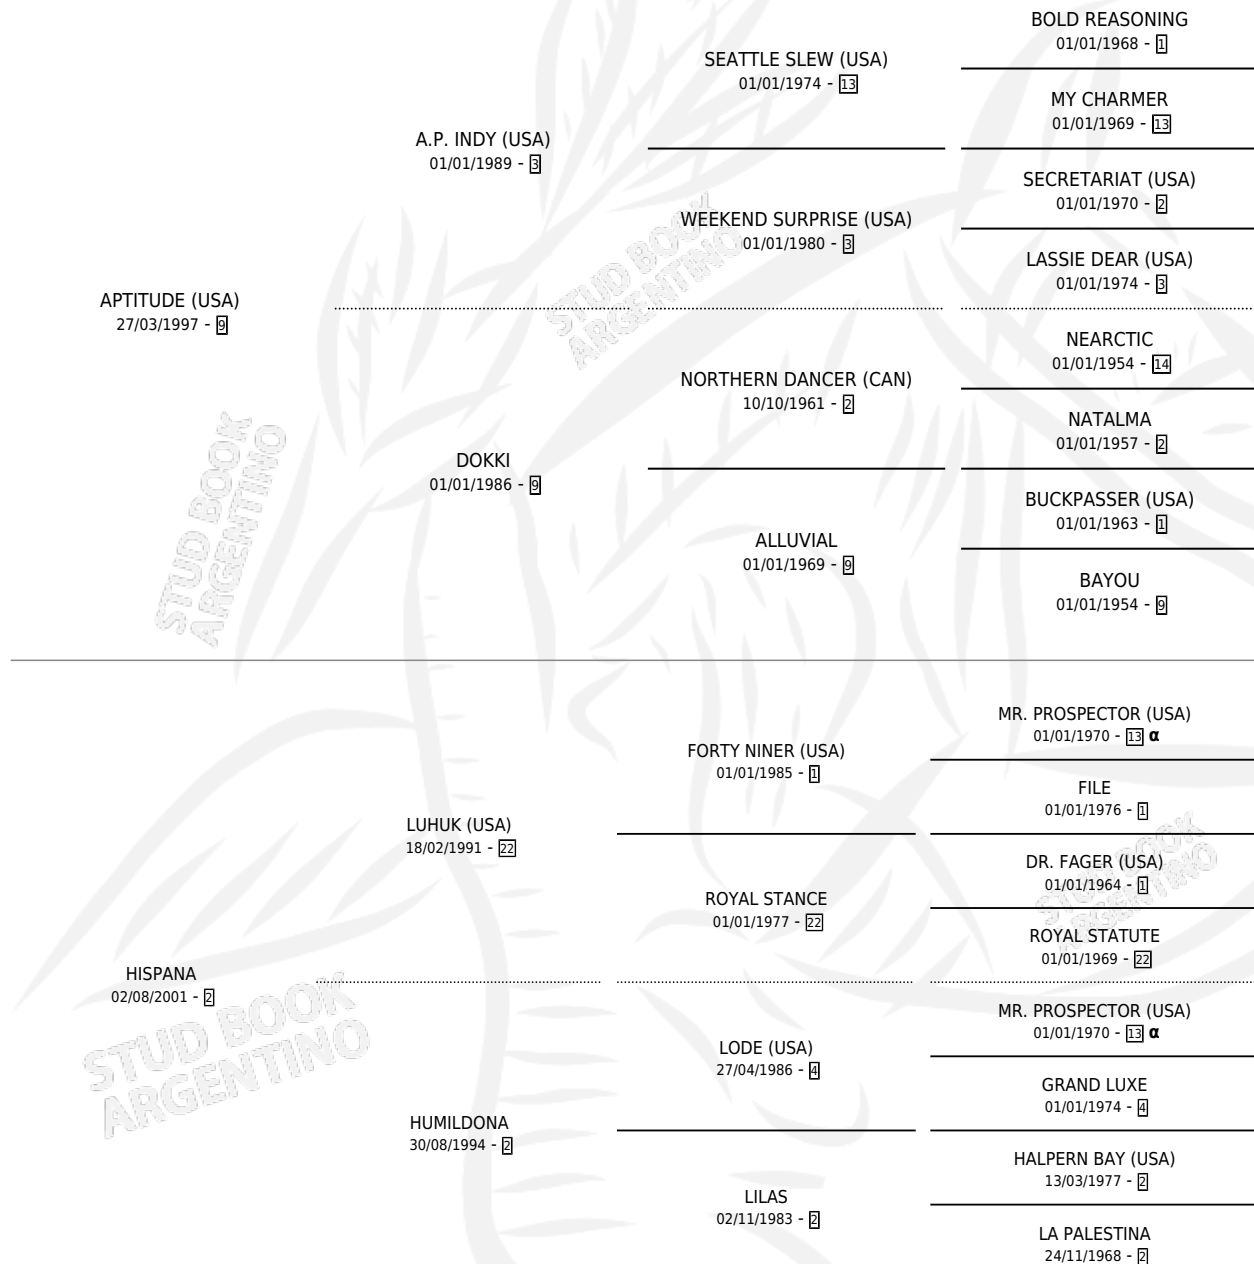 BOLD REASONING
01/01/1968 - 1
SEATTLE SLEW (USA)
01/01/1974 - 13
MY CHARMER
01/01/1969 - 13
A.P. INDY (USA)
01/01/1989 - 3
SECRETARIAT (USA)
01/01/1970 - 2
WEEKEND SURPRISE (USA)
01/01/1980 - 3
LASSIE DEAR (USA)
01/01/1974 - 3
STUD BOOK
ARGENTINO
APTITUDE (USA)
27/03/1997 - 9
NEARCTIC
01/01/1954 - 14
NORTHERN DANCER (CAN)
10/10/1961 - 2
NATALMA
01/01/1957 - 2
DOKKI
01/01/1986 - 9
BUCKPASSER (USA)
01/01/1963 - 1
ALLUVIAL
01/01/1969 - 9
BAYOU
01/01/1954 - 9
STUD BOOK
ARGENTINO
MR. PROSPECTOR (USA)
01/01/1970 - 13 α
FORTY NINER (USA)
01/01/1985 - 1
FILE
01/01/1976 - 1
LUHUK (USA)
18/02/1991 - 22
DR. FAGER (USA)
01/01/1964 - 1
ROYAL STANCE
01/01/1977 - 22
ROYAL STATUTE
01/01/1969 - 22
STUD BOOK
ARGENTINO
HISPANA
02/08/2001 - 2
MR. PROSPECTOR (USA)
01/01/1970 - 13 α
LODE (USA)
27/04/1986 - 4
GRAND LUXE
01/01/1974 - 4
HUMILDONA
30/08/1994 - 2
HALPERN BAY (USA)
13/03/1977 - 2
LILAS
02/11/1983 - 2
LA PALESTINA
24/11/1968 - 2
STUD BOOK
ARGENTINO